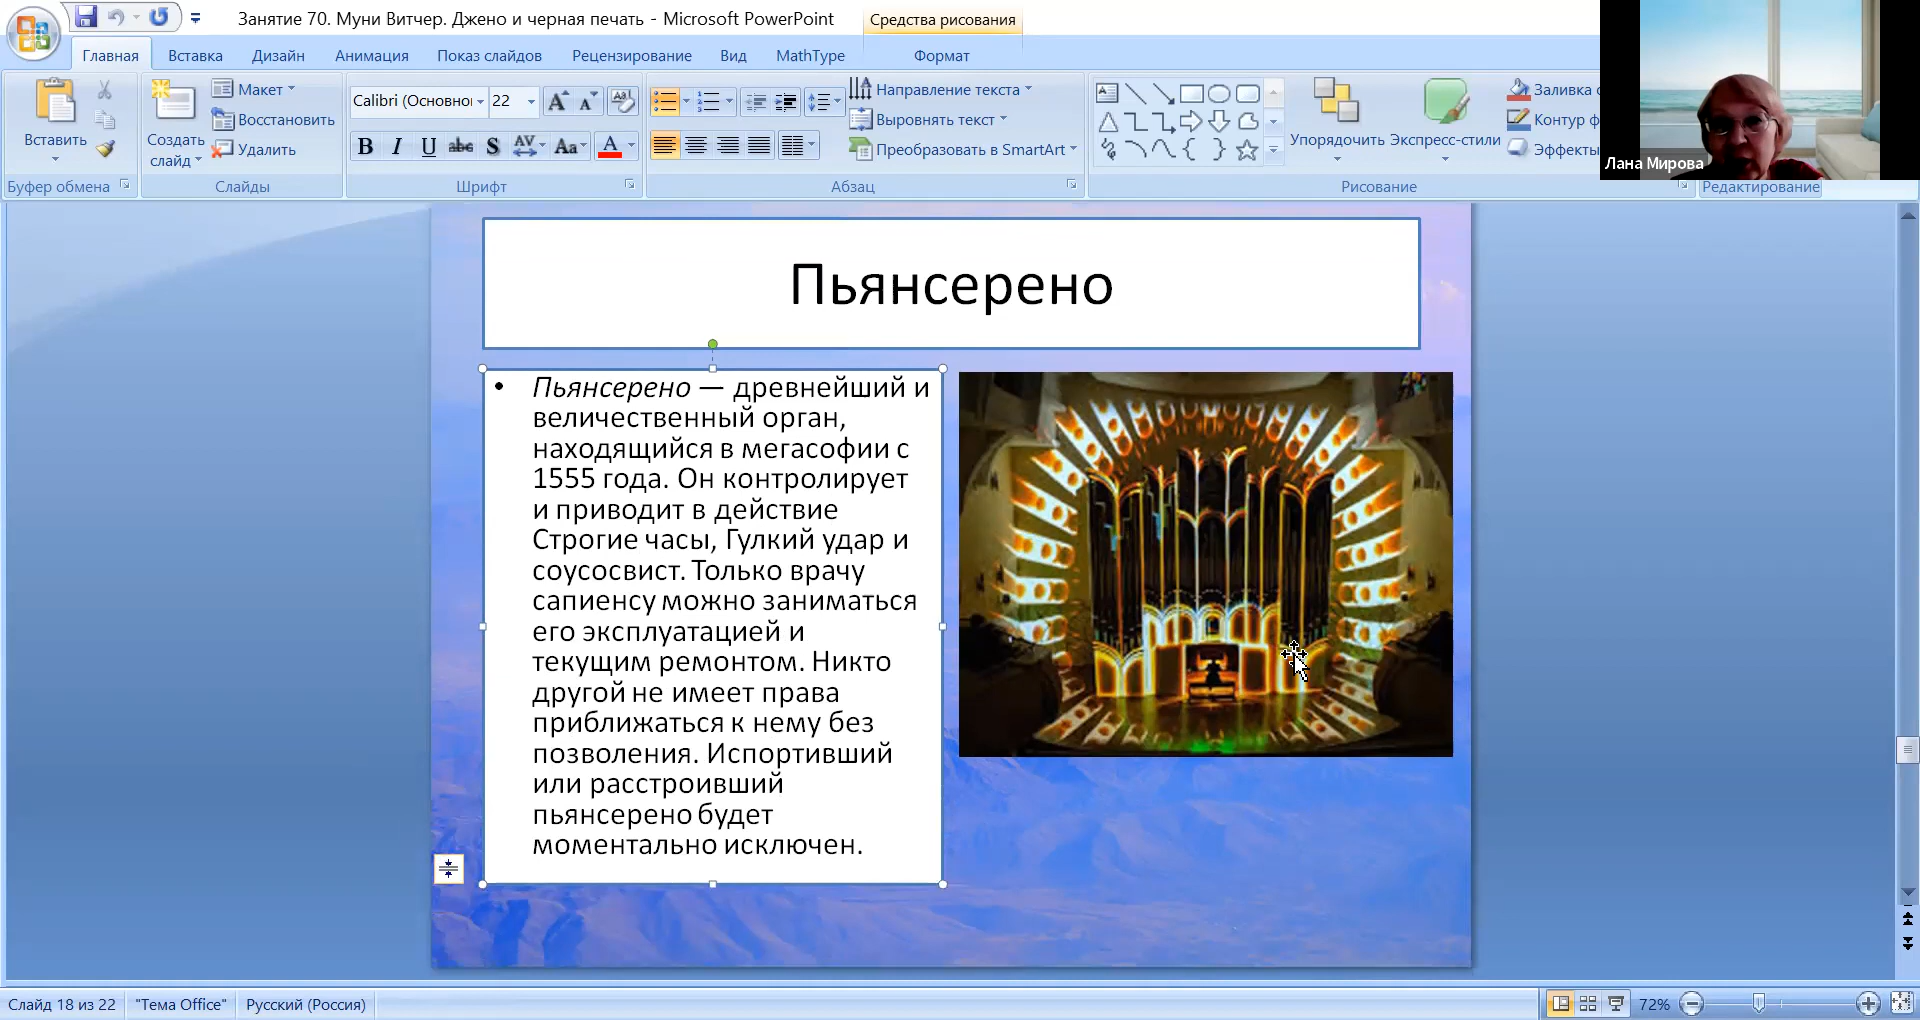 Занятие 70. Муни Витчер. Джено и черная печать - Microsoft PowerPoint
Средства рисования
Главная
Вставка
Дизайн
Анимация
Показ слайдов
Рецензирование
Вид
MathType
Формат
Вставить
Буфер обмена
Создать
слайд
Макет
Восстановить
Удалить
Слайды
Calibri (Основно
22
Шрифт
Направление текста
Выровнять текст
Преобразовать в SmartArt
Абзац
Упорядочить
Экспресс-стили
Заливка
Контур ф
Эффекты
Рисование
Редактирование
Лана Мирова
Пьянсерено
• Пьянсерено — древнейший и
величественный орган,
находящийся в мегасофии с
1555 года. Он контролирует
и приводит в действие
Строгие часы, Гулкий удар и
соусосвист. Только врачу
сапиенсу можно заниматься
его эксплуатацией и
текущим ремонтом. Никто
другой не имеет права
приближаться к нему без
позволения. Испортивший
или расстроивший
пьянсерено будет
моментально исключен.
Слайд 18 из 22
"Тема Office"
Русский (Россия)
72%